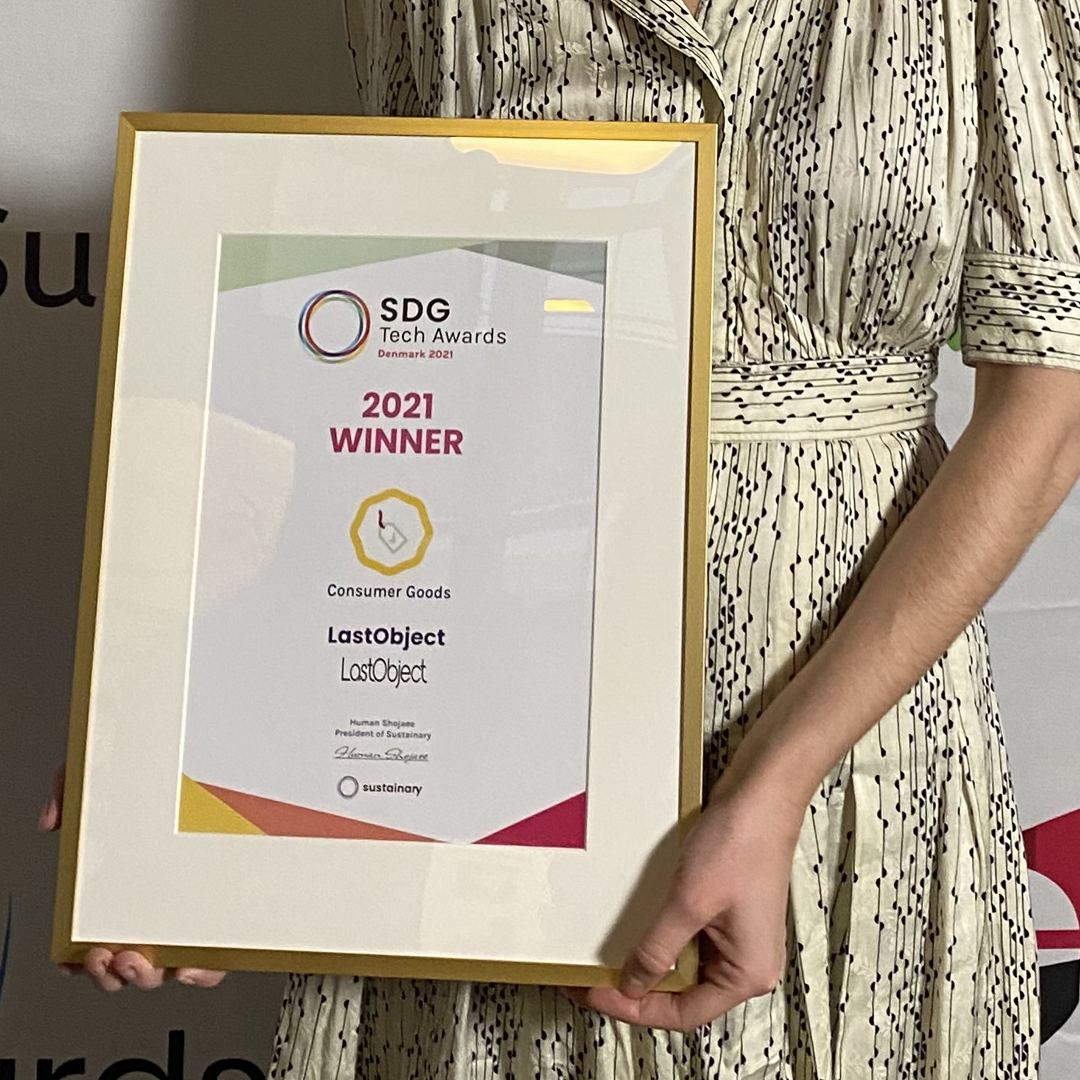 SDG
Tech Awards
Denmark 2021
2021
WINNER
Consumer Goods
LastObject
LastObject
Human Shojaee
President of Sustainary
Human Shojaee
sustainary
Su
ards